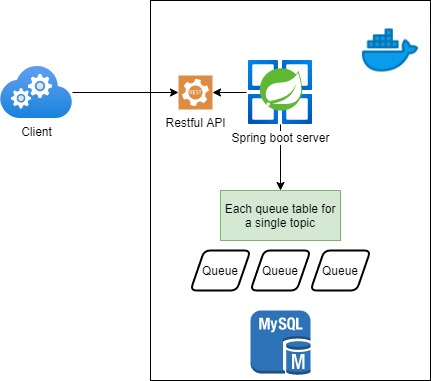 REST
Client
Restful API
Spring boot server
Each queue table for
a single topic
Queue
Queue
Queue
MySQL
M